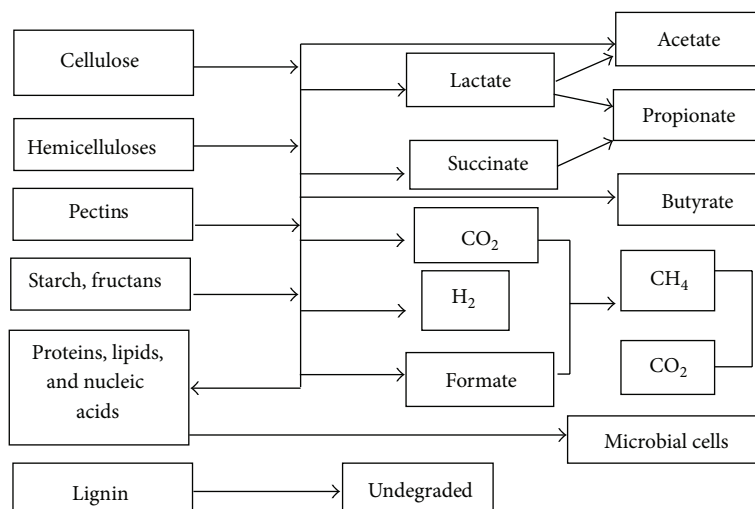 Cellulose
Hemicelluloses
Pectins
Starch, fructans
Proteins, lipids,
and nucleic
acids
Lignin
Lactate
Succinate
CO₂
H₂
Formate
Undegraded
Acetate
Propionate
Butyrate
CH₄
CO₂
Microbial cells